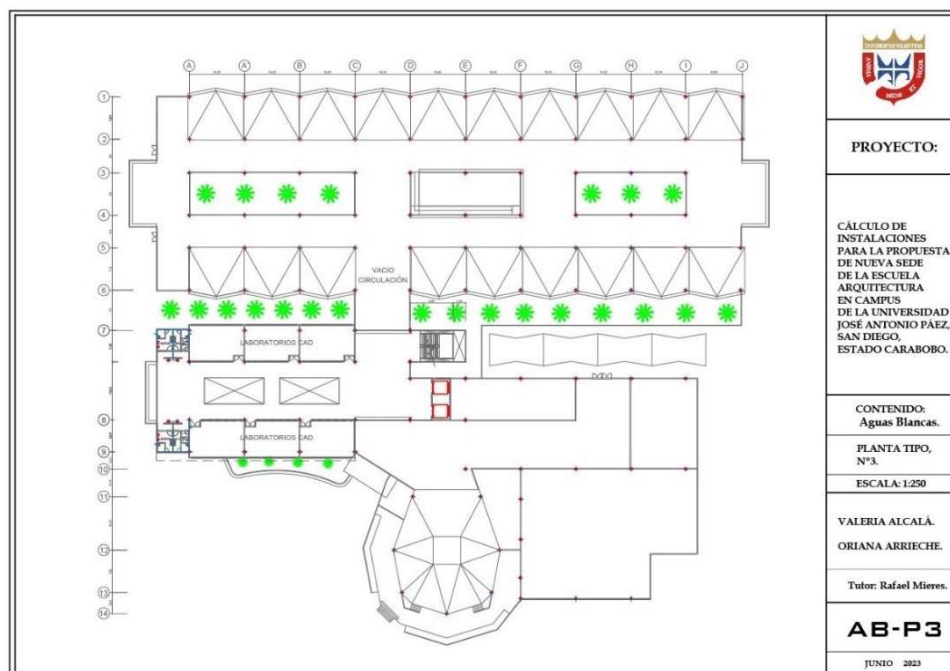 A A B C D E F G H I J
1
2
3
4
5
6
7
8
9
10
11
12
13
14
VACIO
CIRCULACIÓN
LABORATORIOS CAD
LABORATORIOS CAD
PROYECTO:
CÁLCULO DE
INSTALACIONES
PARA LA PROPUESTA
DE NUEVA SEDE
DE LA ESCUELA
ARQUITECTURA
EN CAMPUS
DE LA UNIVERSIDAD
JOSÉ ANTONIO PÁEZ,
SAN DIEGO,
ESTADO CARABOBO.
CONTENIDO:
Aguas Blancas.
PLANTA TIPO,
N°3.
ESCALA: 1:250
VALERIA ALCALÁ.
ORIANA ARRIECHE.
Tutor: Rafael Mieres.
AB-P3
JUNIO 2023